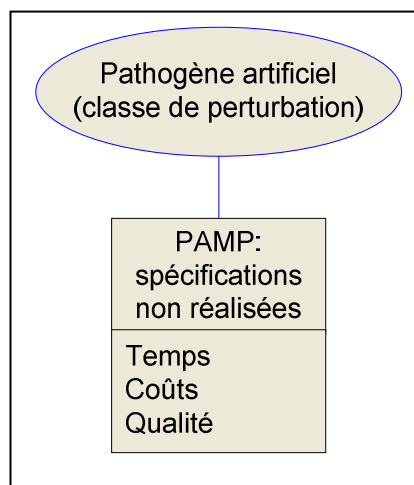 Pathogène artificiel
(classe de perturbation)
PAMP:
spécifications
non réalisées
Temps
Coûts
Qualité